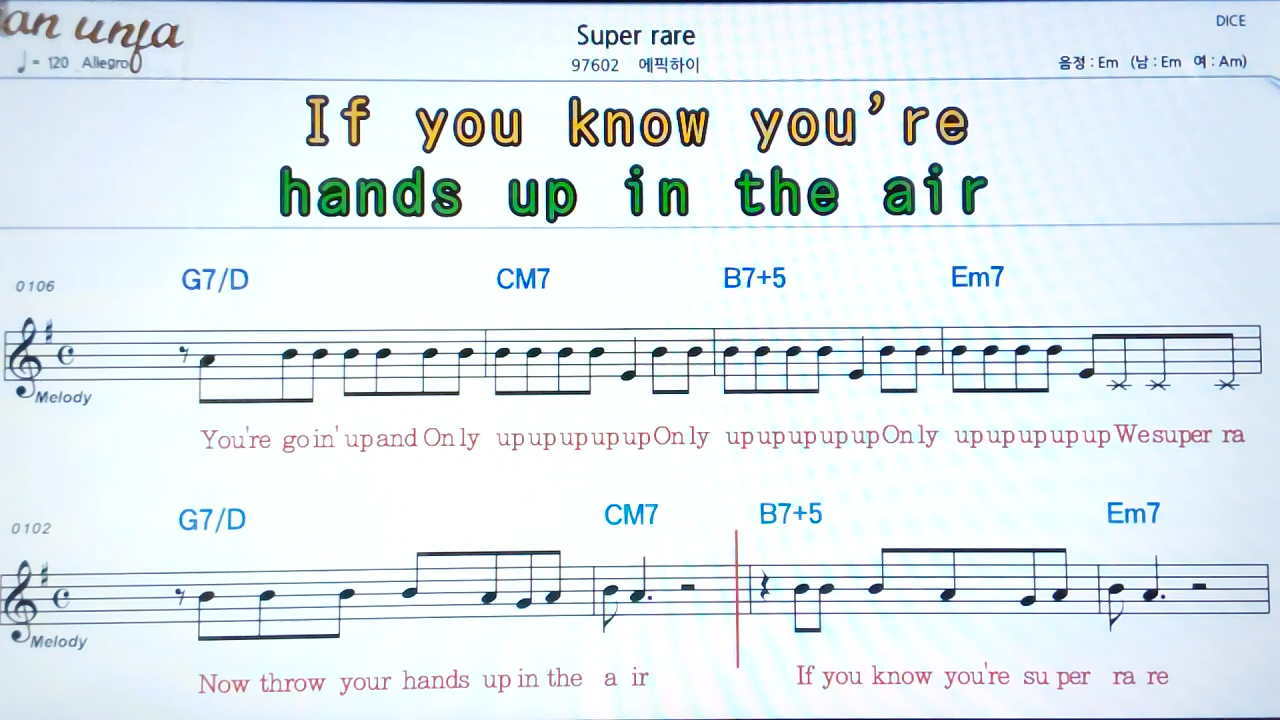 an unfa
Super rare
DICE
♩= 120 Allegro
97602 에픽하이
음정 : Em (남 : Em 여 : Am)
If you know you're
hands up in the air
0106
G7/D CM7 B7+5 Em7
Melody
You're goin' up and Only up up up up up Only up up up up up Only up up up up up We super ra
0102
G7/D CM7 B7+5 Em7
Melody
Now throw your hands up in the a ir If you know you're su per ra re